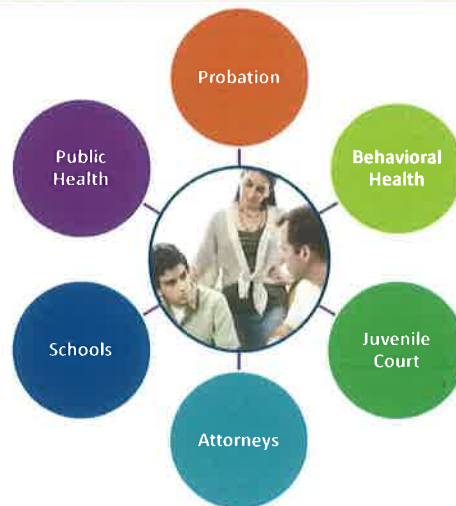 Probation
Public
Health
Behavioral
Health
Schools
Juvenile
Court
Attorneys